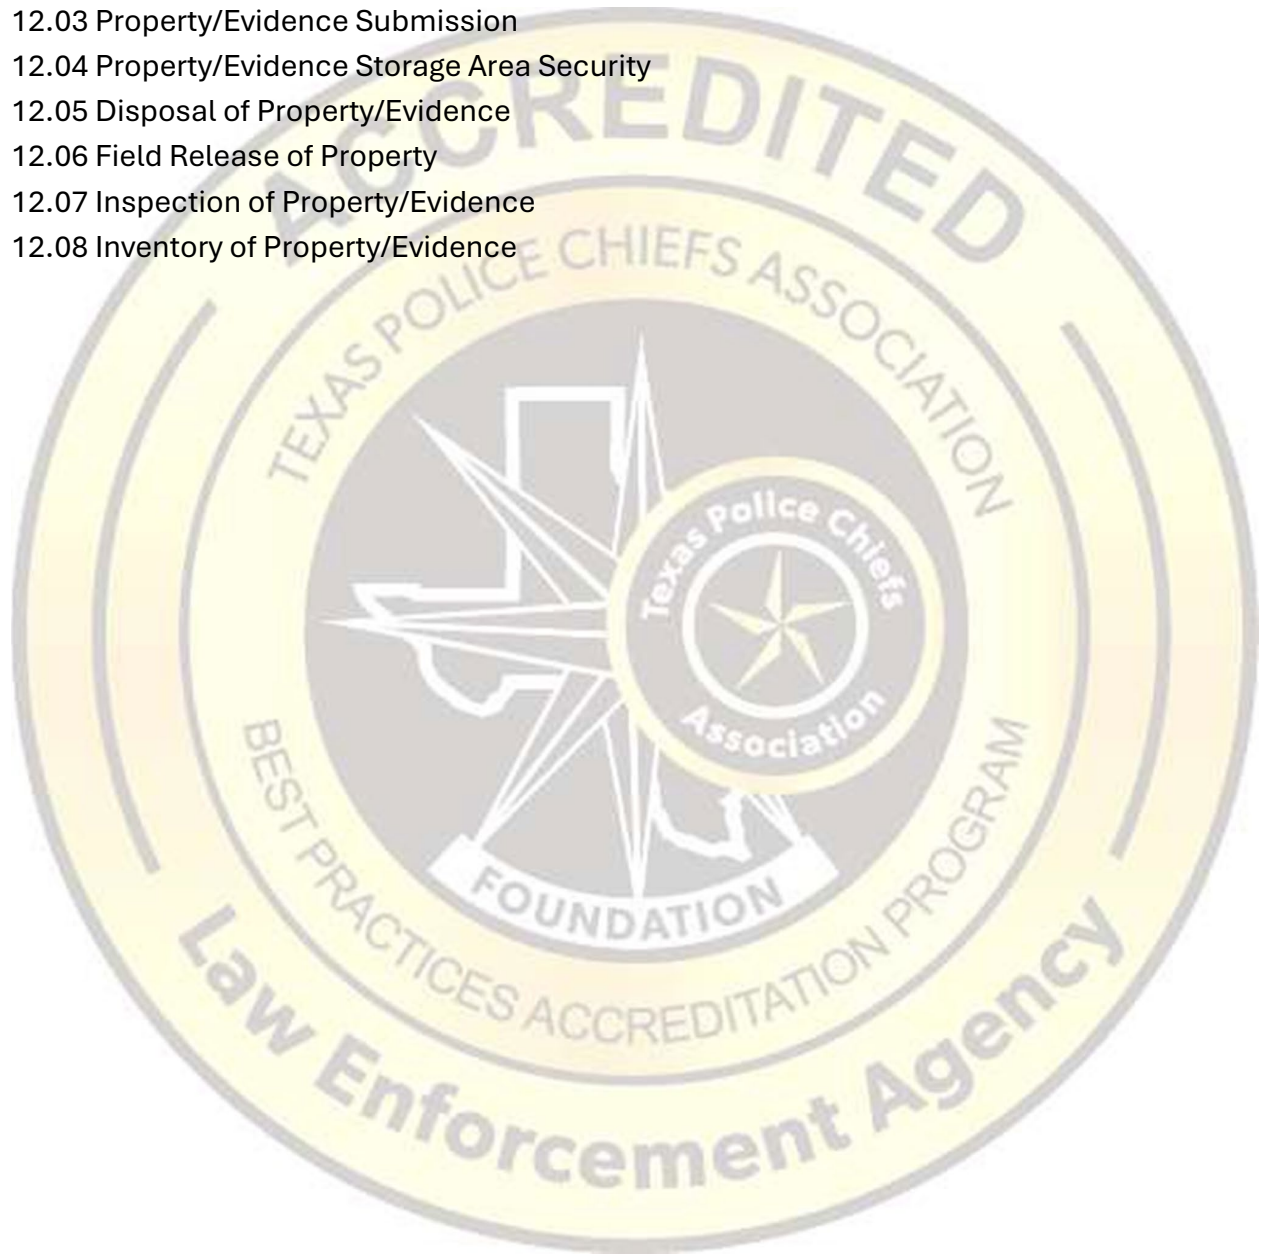 12.03 Property/Evidence Submission
12.04 Property/Evidence Storage Area Security
12.05 Disposal of Property/Evidence
12.06 Field Release of Property
12.07 Inspection of Property/Evidence
12.08 Inventory of Property/Evidence
ACCREDITED
TEXAS POLICE CHIEFS ASSOCIATION
Texas Police Chiefs
Association
FOUNDATION
BEST PRACTICES ACCREDITATION PROGRAM
Law Enforcement Agency